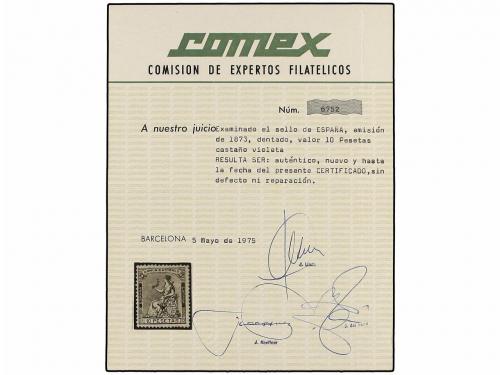 comex
COMISION DE EXPERTOS FILATELICOS
Núm. 6752
A nuestro juicio Examinado el sello de ESPAÑA, emisión
de 1873, dentado, valor 10 Pesetas
castaño violeta
RESULTA SER: auténtico, nuevo y hasta
la fecha del presente CERTIFICADO, sin
defecto ni reparación.
BARCELONA 5 Mayo de 1975
10 PESETAS